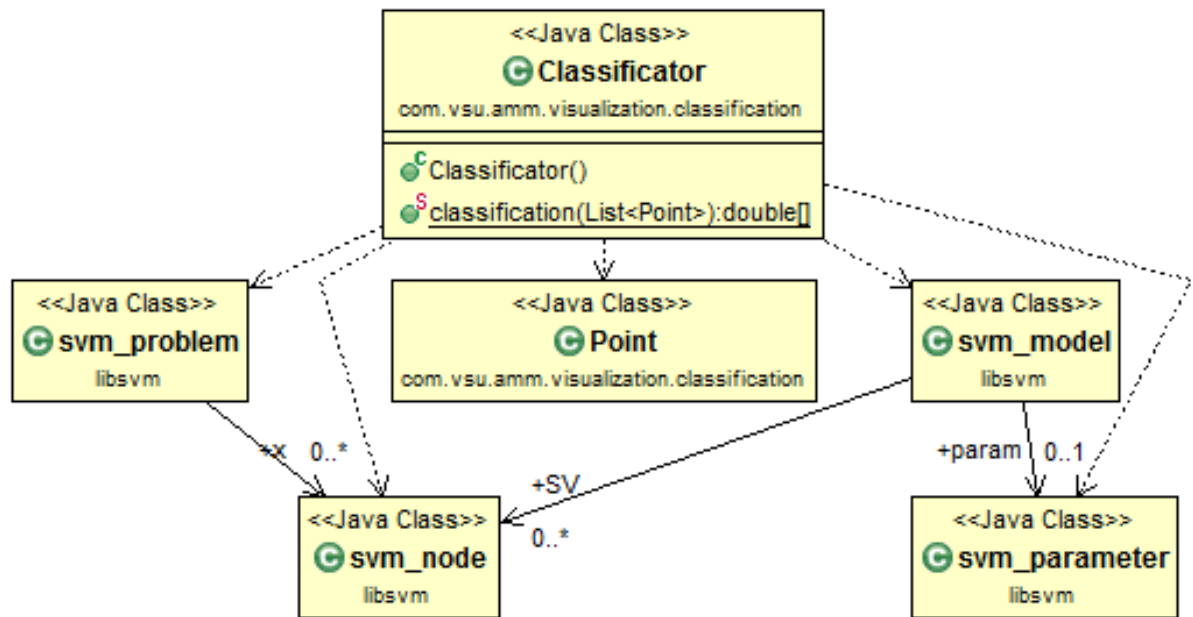 <<Java Class>>
C Classificator
com.vsu.amm.visualization.classification
C Classificator()
S classification(List<Point>):double[]
<<Java Class>>
C svm_problem
libsvm
<<Java Class>>
C Point
com.vsu.amm.visualization.classification
<<Java Class>>
C svm_model
libsvm
+x 0..*
+SV
0..*
+param 0..1
<<Java Class>>
C svm_node
libsvm
<<Java Class>>
C svm_parameter
libsvm